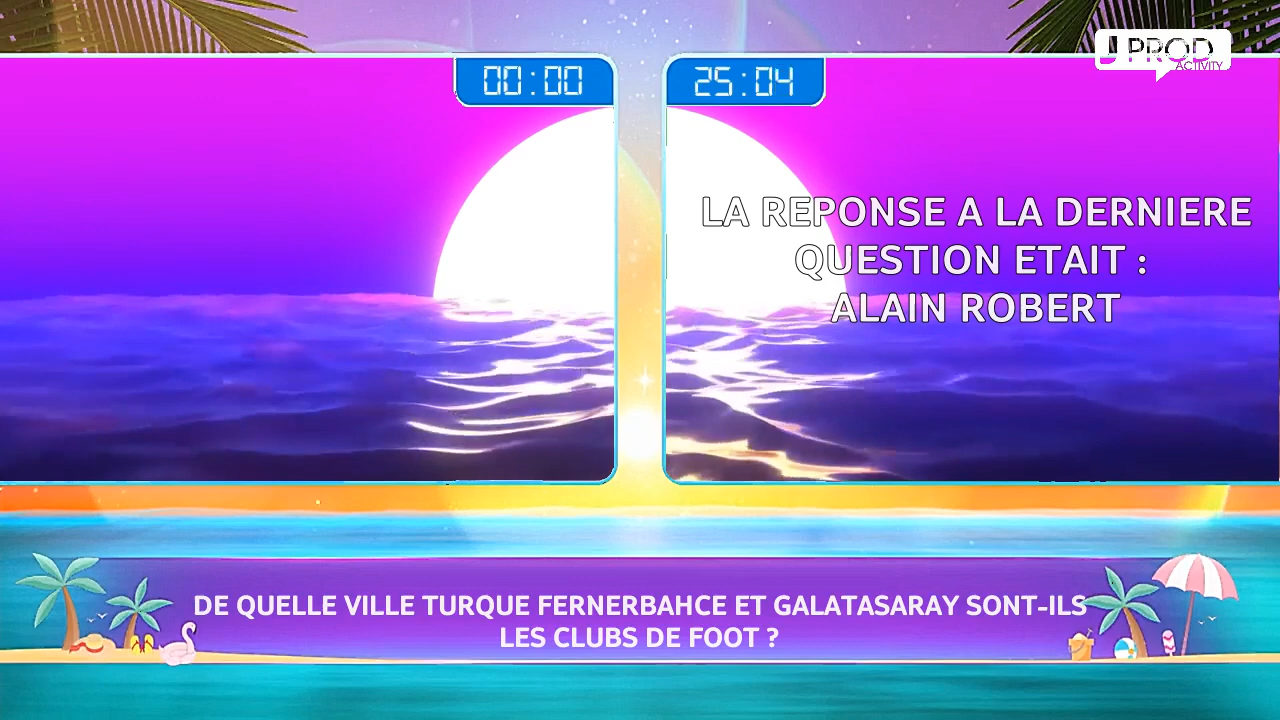 J PROD
ACTIVITY
00:00
25:04
LA REPONSE A LA DERNIERE
QUESTION ETAIT :
ALAIN ROBERT
DE QUELLE VILLE TURQUE FERNERBAHCE ET GALATASARAY SONT-ILS
LES CLUBS DE FOOT ?